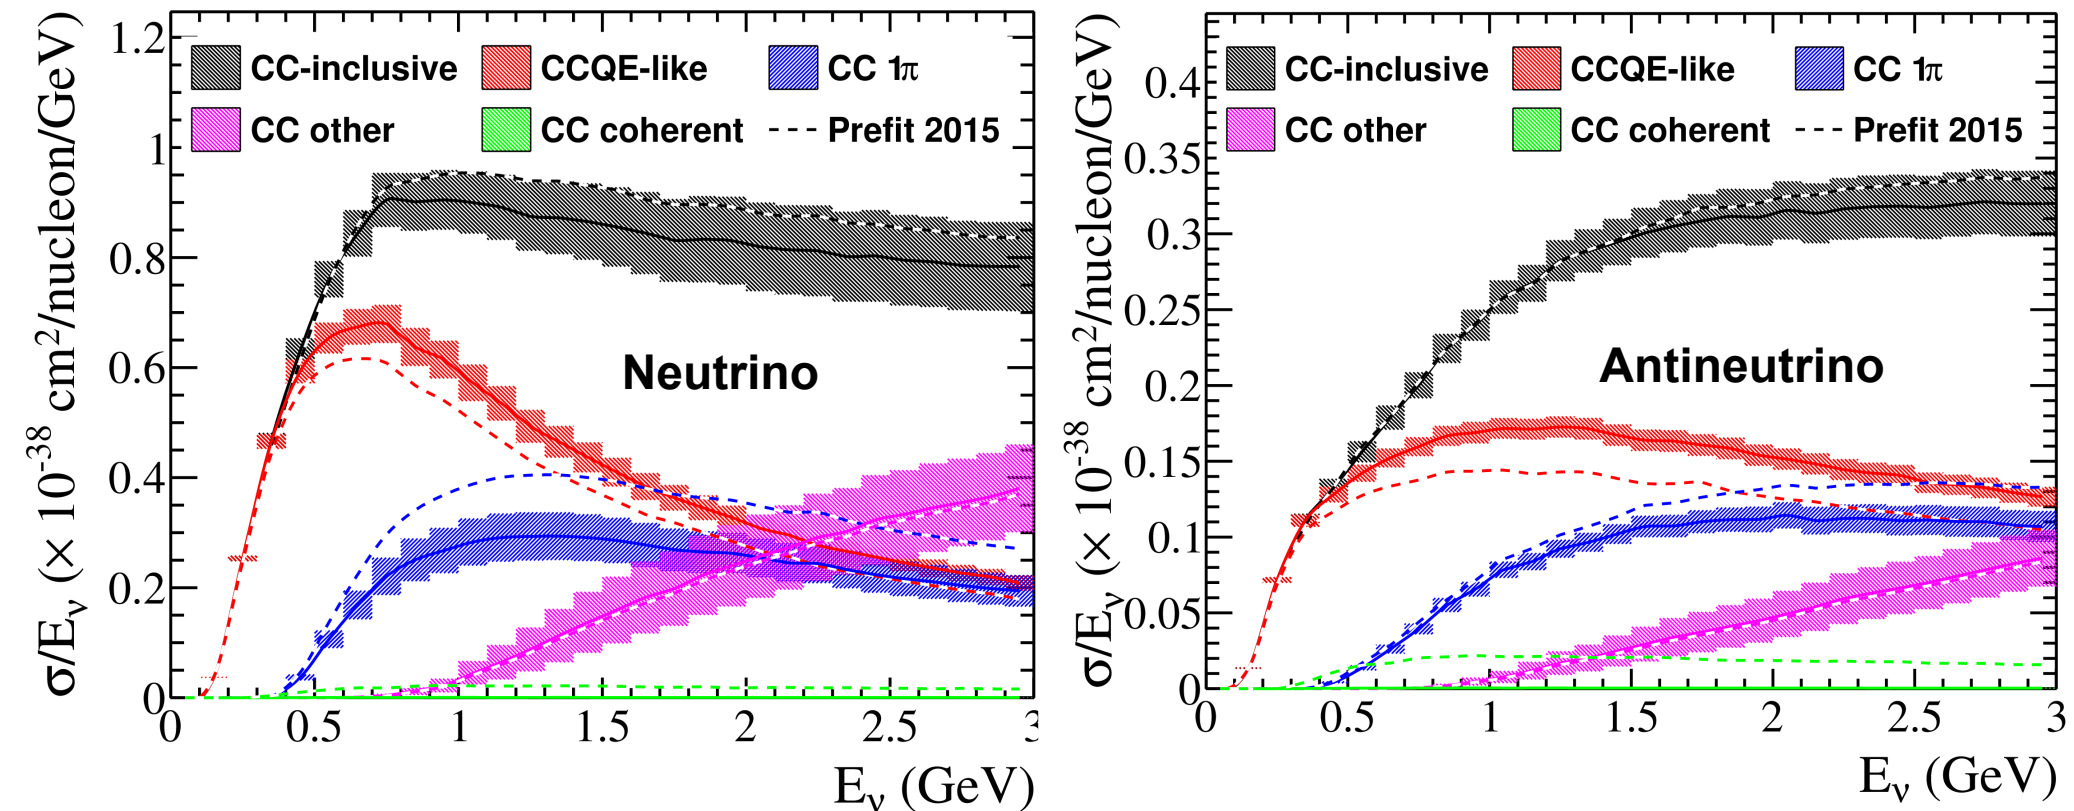 σ/Eν (× 10-38 cm2/nucleon/GeV)
1.2
1
0.8
0.6
0.4
0.2
0
CC-inclusive CCQE-like CC 1π
CC other CC coherent Prefit 2015
Neutrino
0 0.5 1 1.5 2 2.5 3
Eν (GeV)
σ/Eν (× 10-38 cm2/nucleon/GeV)
0.4
0.35
0.3
0.25
0.2
0.15
0.1
0.05
0
CC-inclusive CCQE-like CC 1π
CC other CC coherent Prefit 2015
Antineutrino
0 0.5 1 1.5 2 2.5 3
Eν (GeV)